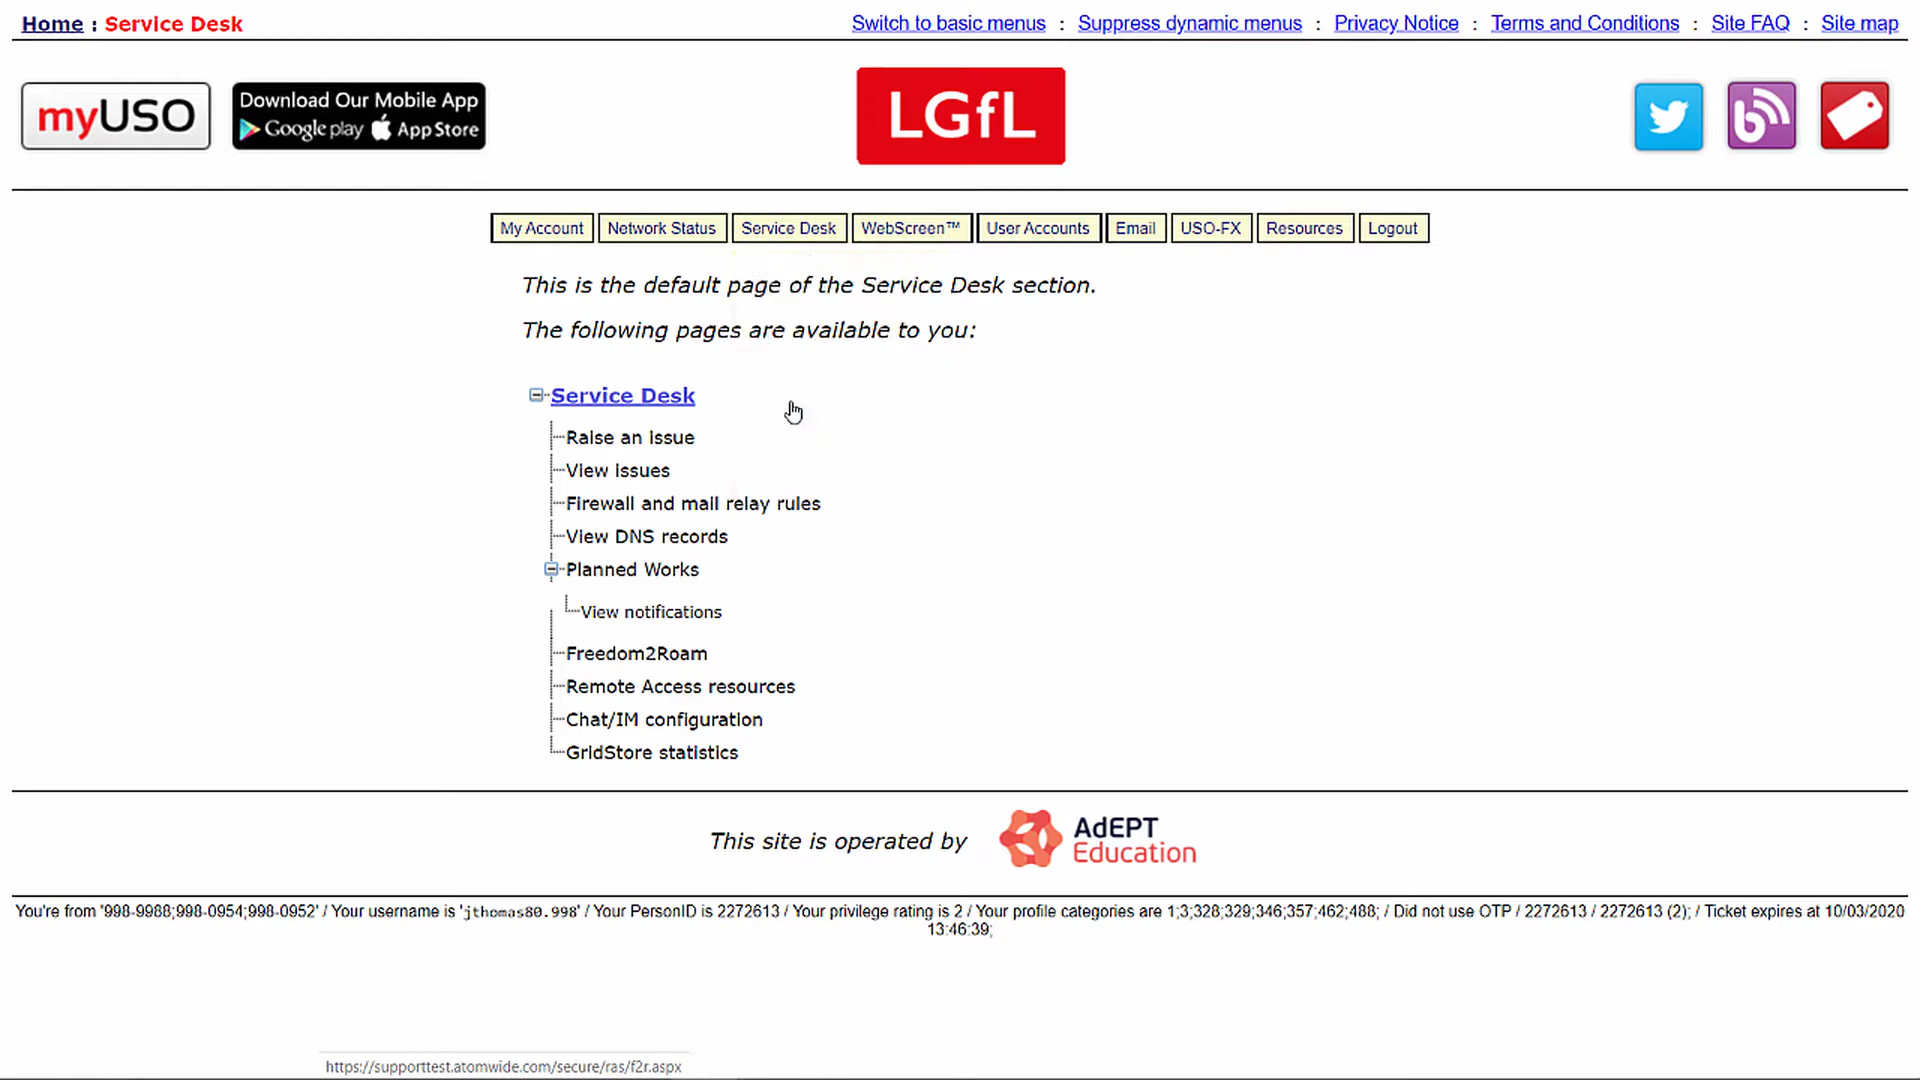 Home : Service Desk
Switch to basic menus : Suppress dynamic menus : Privacy Notice : Terms and Conditions : Site FAQ : Site map
myUSO
Download Our Mobile App
Google play App Store
LGfL
My Account Network Status Service Desk WebScreen™ User Accounts Email USO-FX Resources Logout
This is the default page of the Service Desk section.
The following pages are available to you:
Service Desk
Raise an issue
View issues
Firewall and mail relay rules
View DNS records
Planned Works
View notifications
Freedom2Roam
Remote Access resources
Chat/IM configuration
GridStore statistics
This site is operated by
AdEPT
Education
You're from '998-9988;998-0954;998-0952' / Your username is 'jthomas80.998' / Your PersonID is 2272613 / Your privilege rating is 2 / Your profile categories are 1;3;328;329;346;357;462;488; / Did not use OTP / 2272613 / 2272613 (2); / Ticket expires at 10/03/2020
13:46:39;
https://supporttest.atomwide.com/secure/ras/f2r.aspx